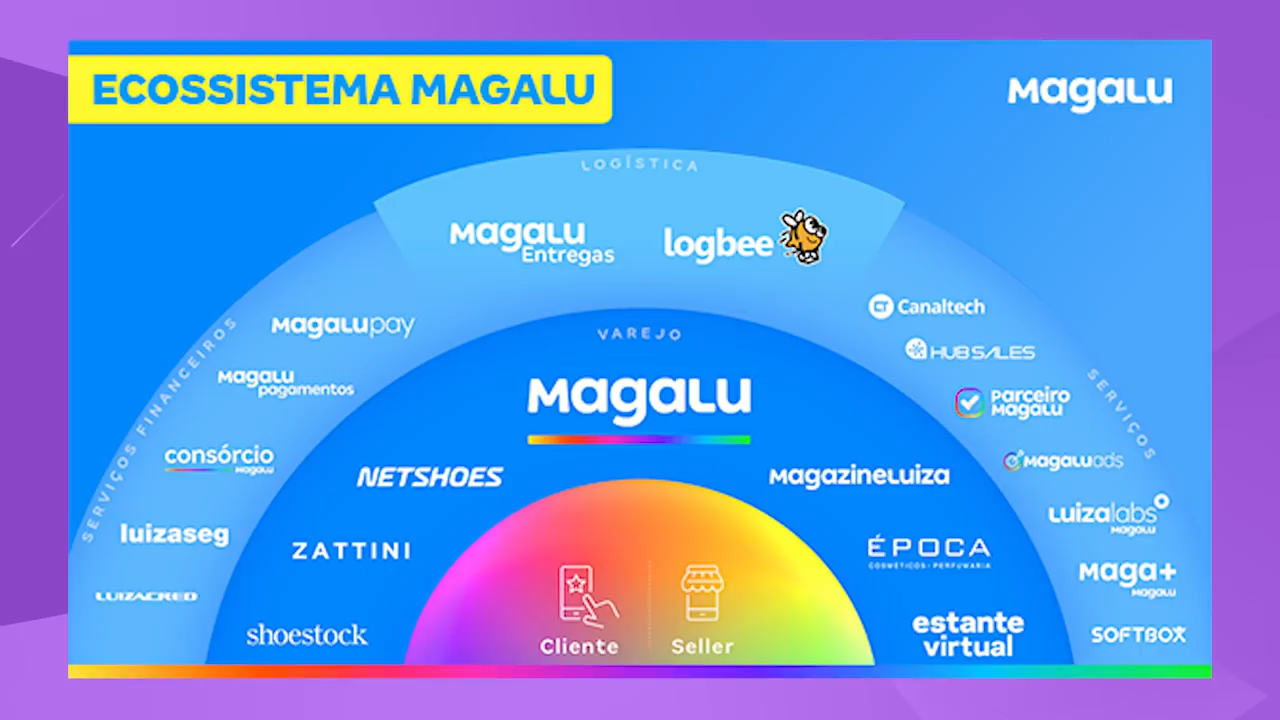 ECOSSISTEMA MAGALU
Magalu
LOGÍSTICA
Magalu
Entregas
logbee
SERVIÇOS FINANCEIROS
Magalupay
Magalu
pagamentos
consórcio
Magalu
luizaseg
LUIZACRED
VAREJO
Magalu
NETSHOES
ZATTINI
shoestock
Magazineluiza
ÉPOCA
COSMÉTICOS • PERFUMARIA
estante
virtual
Cliente
Seller
SERVIÇOS
CT Canaltech
HUBSALES
Parceiro
Magalu
Magaluads
Luizalabs
Magalu
Maga+
Magalu
SOFTBOX